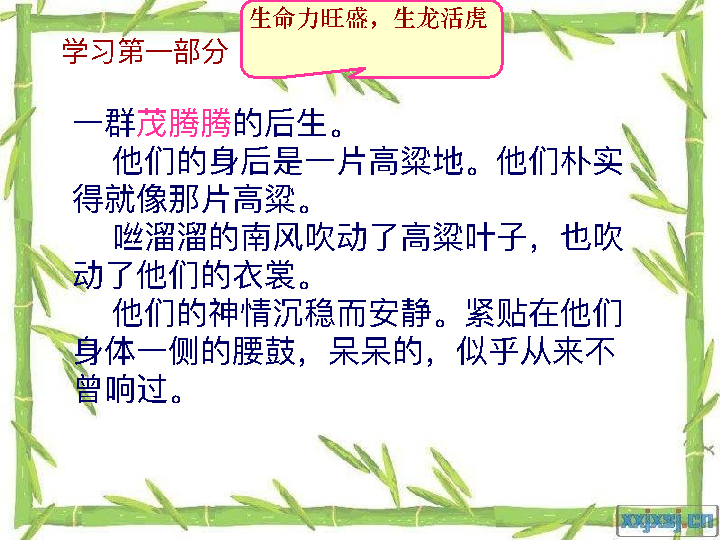 生命力旺盛，生龙活虎
学习第一部分
一群茂腾腾的后生。
他们的身后是一片高粱地。他们朴实
得就像那片高粱。
咝溜溜的南风吹动了高粱叶子，也吹
动了他们的衣裳。
他们的神情沉稳而安静。紧贴在他们
身体一侧的腰鼓，呆呆的，似乎从来不
曾响过。
xxjxsj.cn